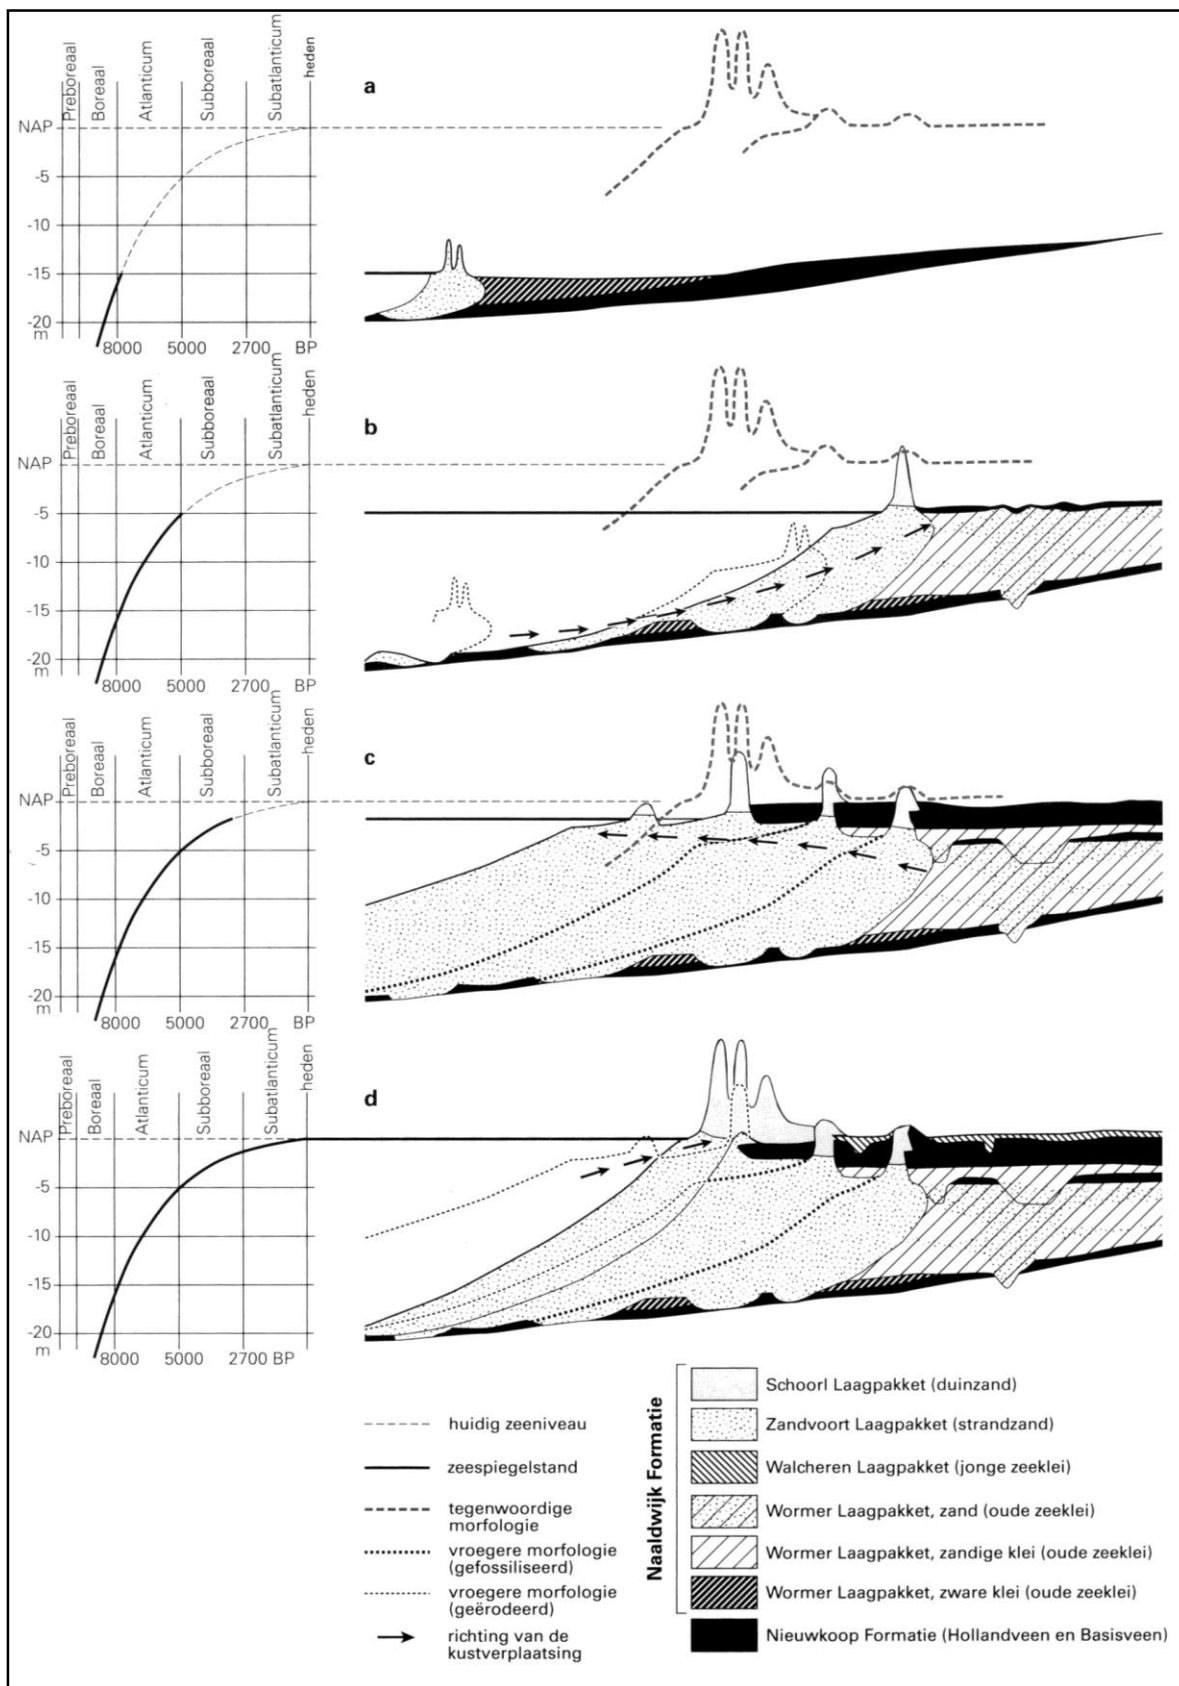 Preboreaal
Boreaal
Atlanticum
Subboreaal
Subatlanticum
heden
a
NAP
-5
-10
-15
-20
m
8000 5000 2700 BP
Preboreaal
Boreaal
Atlanticum
Subboreaal
Subatlanticum
heden
b
NAP
-5
-10
-15
-20
m
8000 5000 2700 BP
Preboreaal
Boreaal
Atlanticum
Subboreaal
Subatlanticum
heden
c
NAP
-5
-10
-15
-20
m
8000 5000 2700 BP
Preboreaal
Boreaal
Atlanticum
Subboreaal
Subatlanticum
heden
d
NAP
-5
-10
-15
-20
m
8000 5000 2700 BP
huidig zeeniveau
zeespiegelstand
tegenwoordige
morfologie
vroegere morfologie
(gefossiliseerd)
vroegere morfologie
(geërodeerd)
richting van de
kustverplaatsing
Naaldwijk Formatie
Schoorl Laagpakket (duinzand)
Zandvoort Laagpakket (strandzand)
Walcheren Laagpakket (jonge zeeklei)
Wormer Laagpakket, zand (oude zeeklei)
Wormer Laagpakket, zandige klei (oude zeeklei)
Wormer Laagpakket, zware klei (oude zeeklei)
Nieuwkoop Formatie (Hollandveen en Basisveen)